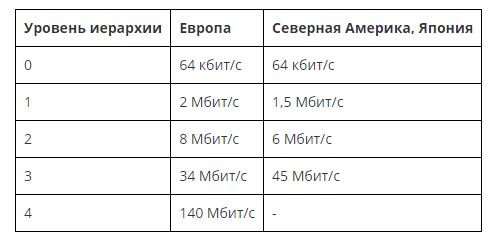 Уровень иерархии Европа Северная Америка, Япония
0 64 кбит/с 64 кбит/с
1 2 Мбит/с 1,5 Мбит/с
2 8 Мбит/с 6 Мбит/с
3 34 Мбит/с 45 Мбит/с
4 140 Мбит/с -